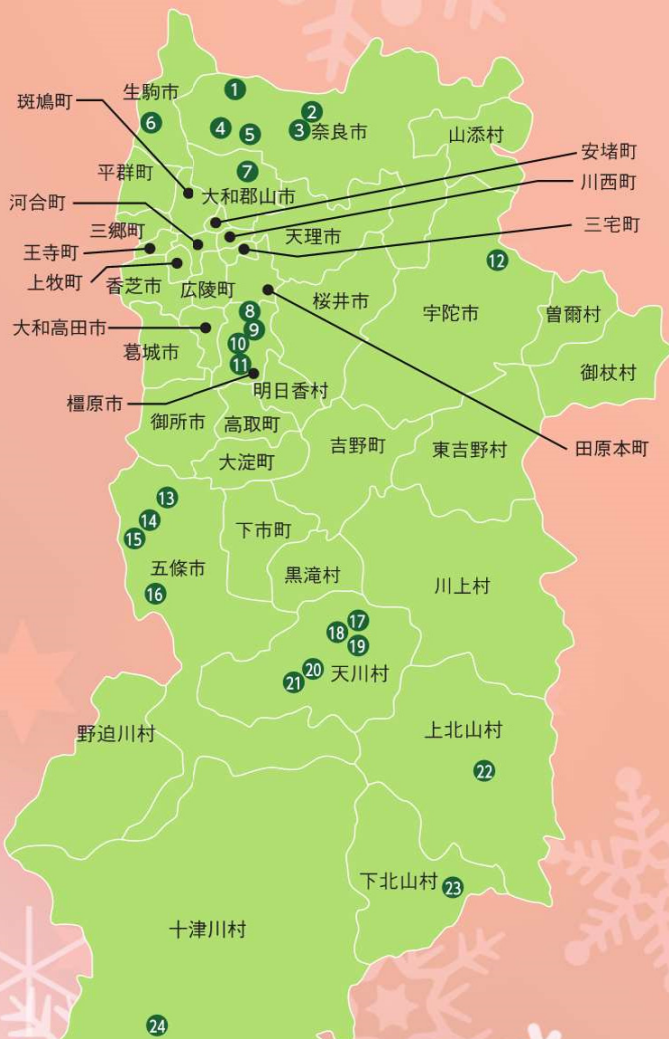 斑鳩町
生駒市
1
2
6
4
5
3
奈良市
山添村
安堵町
平群町
7
川西町
大和郡山市
河合町
三郷町
天理市
三宅町
王寺町
12
上牧町
香芝市
広陵町
桜井市
8
宇陀市
曽爾村
大和高田市
9
葛城市
10
御杖村
11
橿原市
明日香村
御所市
高取町
吉野町
東吉野村
田原本町
大淀町
13
14
下市町
15
五條市
黒滝村
川上村
16
17
18
19
20
天川村
21
野迫川村
上北山村
22
下北山村
23
十津川村
24